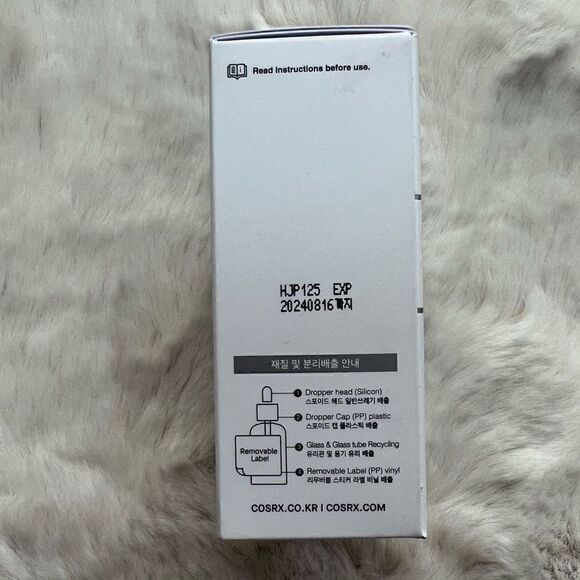 Read instructions before use.
HJP125 EXP
20240816까지
재질 및 분리배출 안내
1 Dropper head (Silicon)
스포이드 헤드 일반쓰레기 배출
2 Dropper Cap (PP) plastic
스포이드 캡 플라스틱 배출
3 Glass & Glass tube Recycling
유리관 및 용기 유리 배출
4 Removable Label (PP) vinyl
리무버블 스티커 라벨 비닐 배출
Removable
Label
COSRX.CO.KR I COSRX.COM